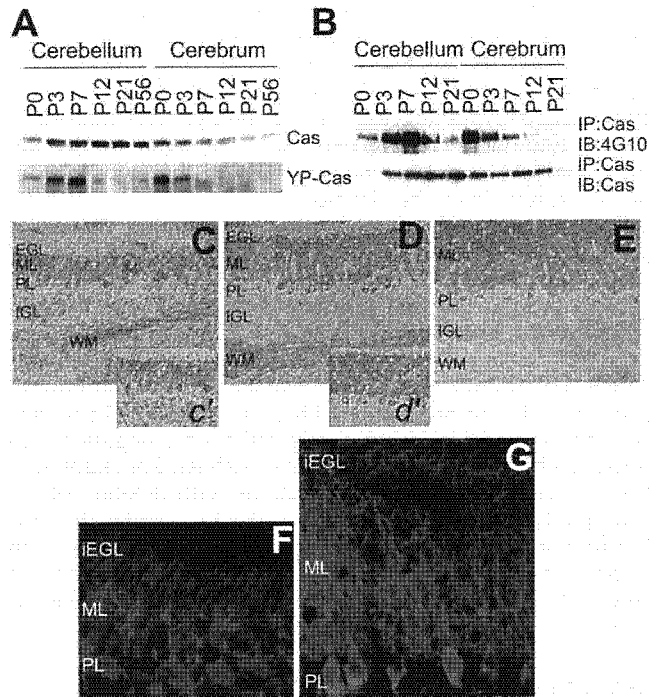 A
B
Cerebellum Cerebrum
Cerebellum Cerebrum
P0 P3 P7 P12 P21 P56 P0 P3 P7 P12 P21 P56
P0 P3 P7 P12 P21 P0 P3 P7 P12 P21
Cas
YP-Cas
IP:Cas
IB:4G10
IP:Cas
IB:Cas
C
EGL
ML
PL
IGL
WM
c'
D
EGL
ML
PL
IGL
WM
d'
E
ML
PL
IGL
WM
F
iEGL
ML
PL
G
iEGL
ML
PL